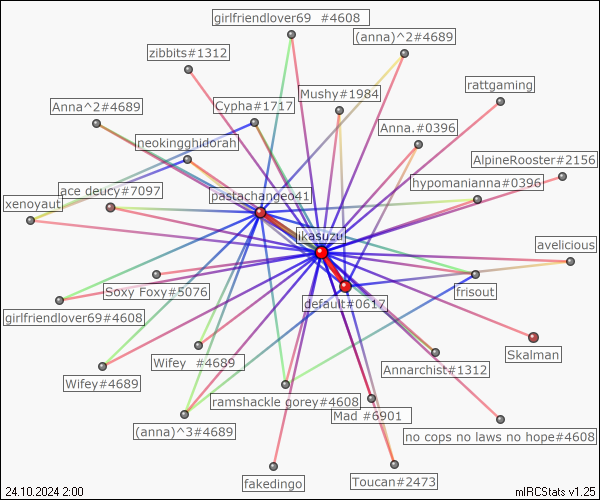 girlfriendlover69  #4608
(anna)^2#4689
zibbits#1312
rattgaming
Mushy#1984
Anna^2#4689
Cypha#1717
Anna.#0396
neokingghidorah
AlpineRooster#2156
ace deucy#7097
hypomanianna#0396
pastachangeo41
xenoyaut
jikasuzu
avelicious
Soxy Foxy#5076
frisout
default#0617
girlfriendlover69#4608
Skalman
Wifey  #4689
Annarchist#1312
Wifey#4689
ramshackle gorey#4608
Mad #6901
(anna)^3#4689
no cops no laws no hope#4608
fakedingo
Toucan#2473
24.10.2024 2:00
mIRCStats v1.25